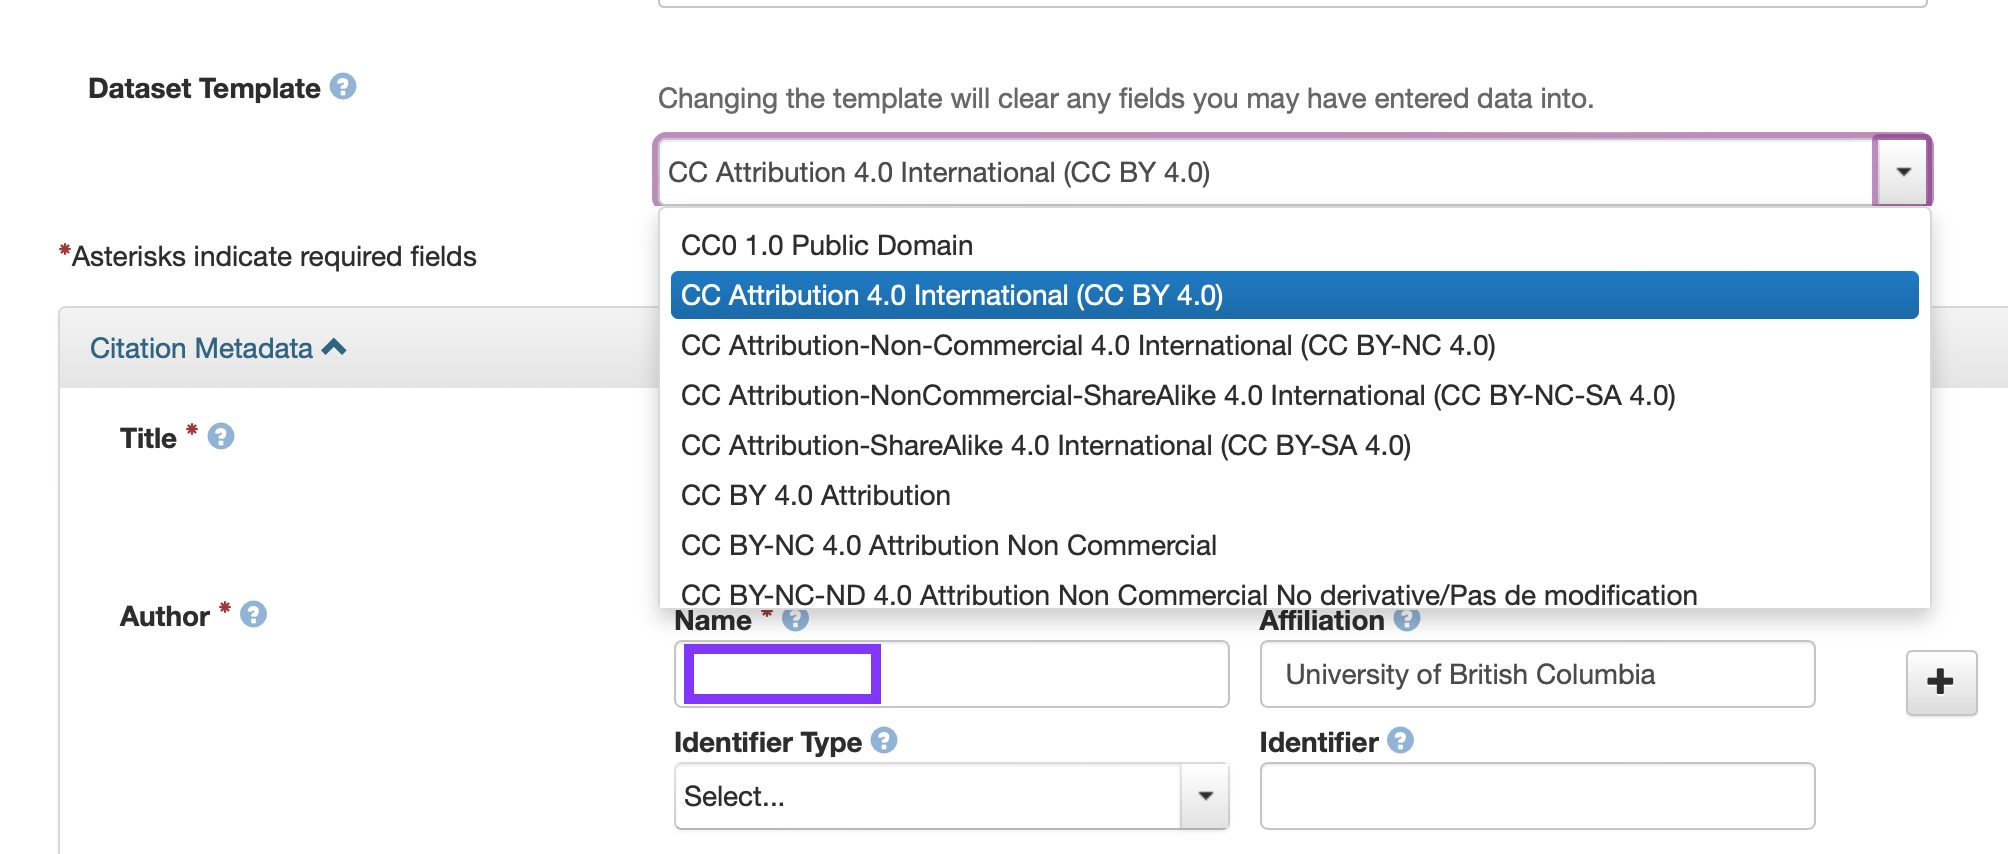 Dataset Template ?
Changing the template will clear any fields you may have entered data into.
CC Attribution 4.0 International (CC BY 4.0)
*Asterisks indicate required fields
CC0 1.0 Public Domain
CC Attribution 4.0 International (CC BY 4.0)
CC Attribution-Non-Commercial 4.0 International (CC BY-NC 4.0)
CC Attribution-NonCommercial-ShareAlike 4.0 International (CC BY-NC-SA 4.0)
CC Attribution-ShareAlike 4.0 International (CC BY-SA 4.0)
CC BY 4.0 Attribution
CC BY-NC 4.0 Attribution Non Commercial
CC BY-NC-ND 4.0 Attribution Non Commercial No derivative/Pas de modification
Citation Metadata
Title * ?
Author * ?
Name * ?
Affiliation ?
University of British Columbia
+
Identifier Type ?
Identifier ?
Select...